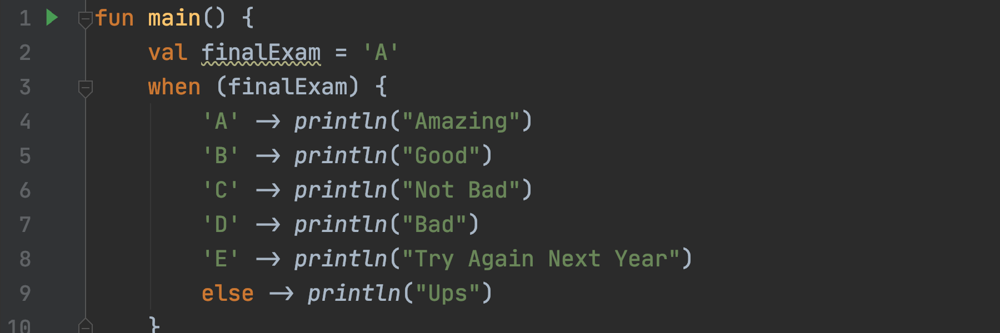 1 fun main() {
2 val finalExam = 'A'
3 when (finalExam) {
4 'A' -> println("Amazing")
5 'B' -> println("Good")
6 'C' -> println("Not Bad")
7 'D' -> println("Bad")
8 'E' -> println("Try Again Next Year")
9 else -> println("Ups")
10 }